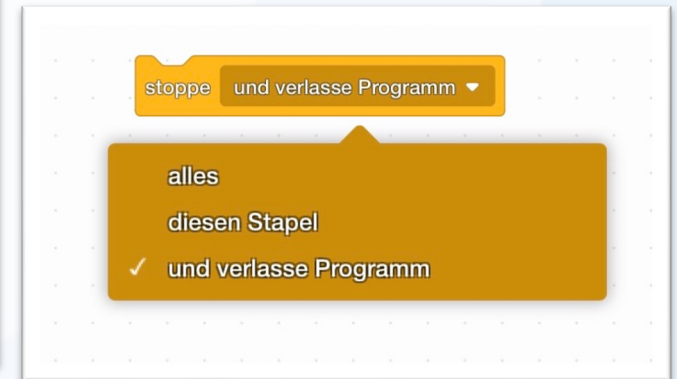 stoppe und verlasse Programm
alles
diesen Stapel
✓ und verlasse Programm